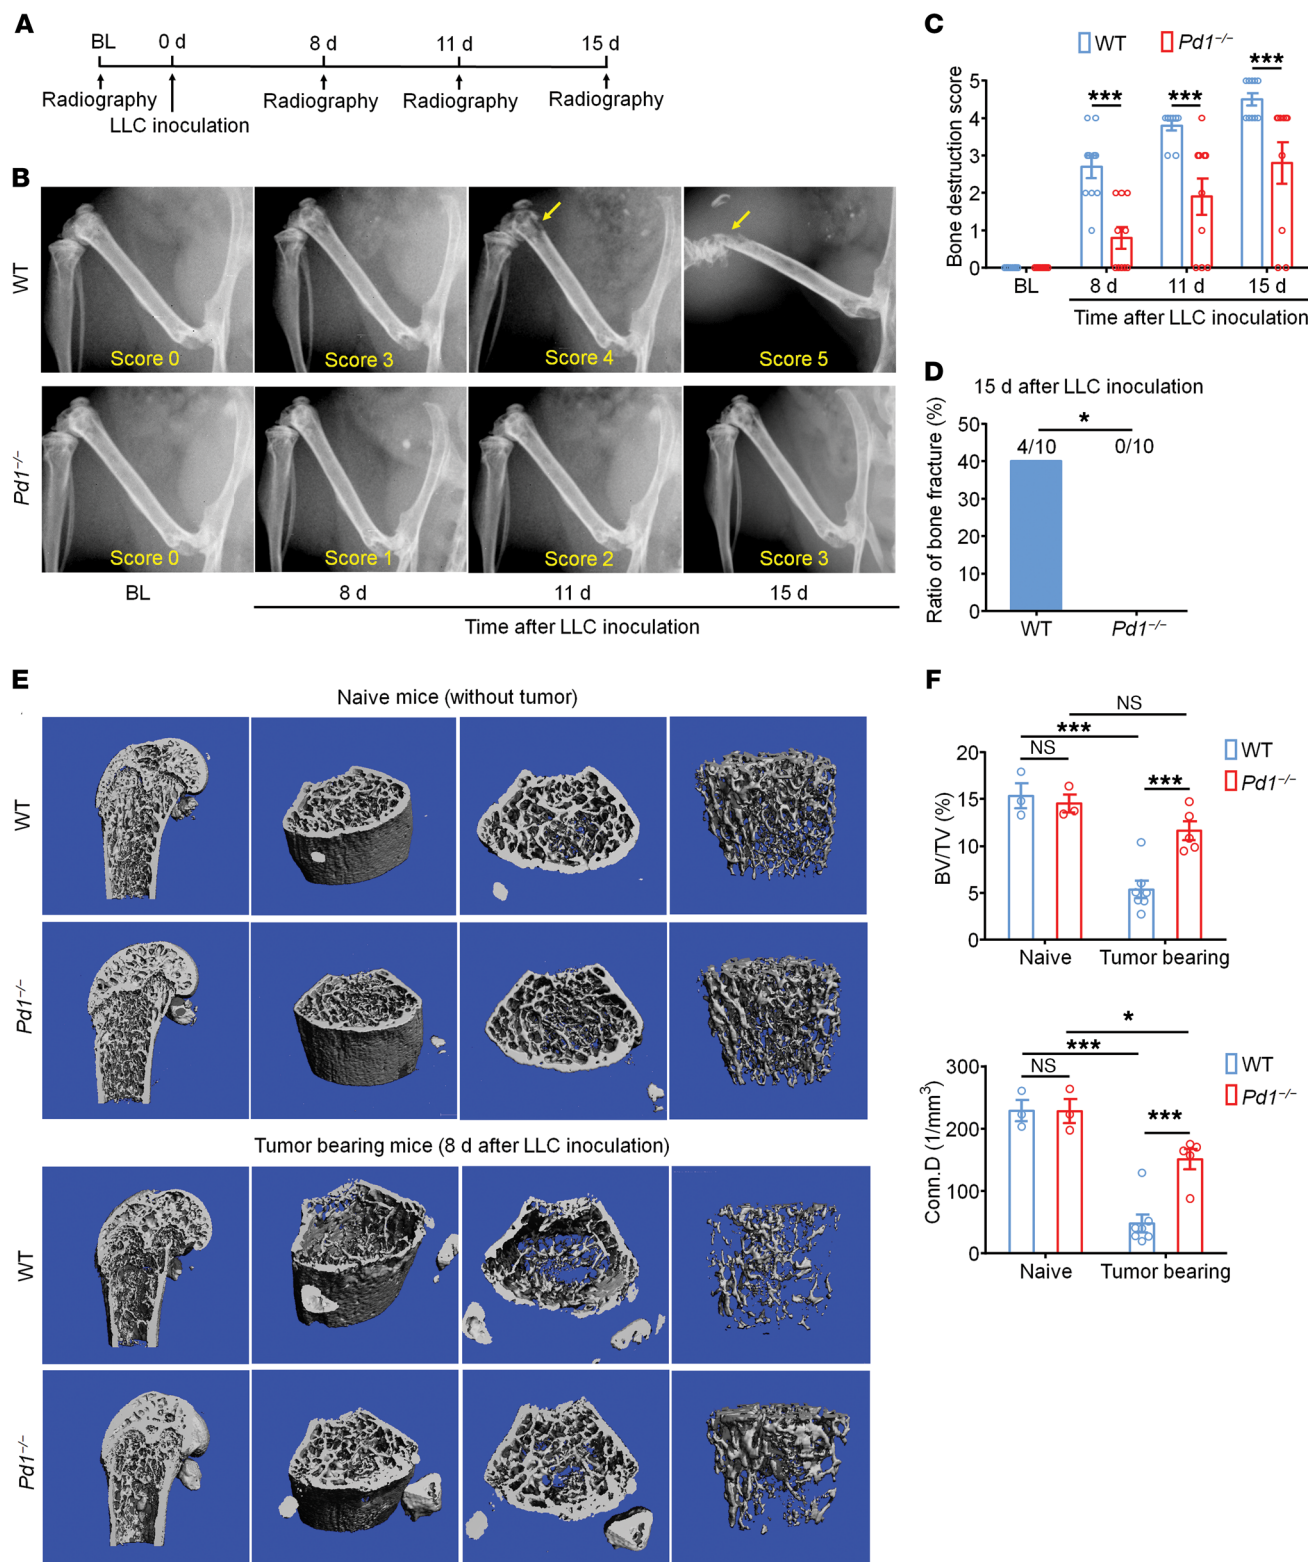 A
BL 0 d 8 d 11 d 15 d
Radiography Radiography Radiography Radiography
LLC inoculation
B
WT
Score 0 Score 3 Score 4 Score 5
Pd1–/–
Score 0 Score 1 Score 2 Score 3
BL 8 d 11 d 15 d
Time after LLC inoculation
C
WT Pd1–/–
Bone destruction score
5
4
3
2
1
0
*** *** ***
BL 8 d 11 d 15 d
Time after LLC inoculation
D
15 d after LLC inoculation
Ratio of bone fracture (%)
50
40
30
20
10
0
*
4/10 0/10
WT Pd1–/–
E
Naive mice (without tumor)
WT
Pd1–/–
Tumor bearing mice (8 d after LLC inoculation)
WT
Pd1–/–
F
NS
***
NS
***
WT
Pd1–/–
BV/TV (%)
20
15
10
5
0
Naive Tumor bearing
*
***
NS
***
WT
Pd1–/–
Conn.D (1/mm³)
300
200
100
0
Naive Tumor bearing